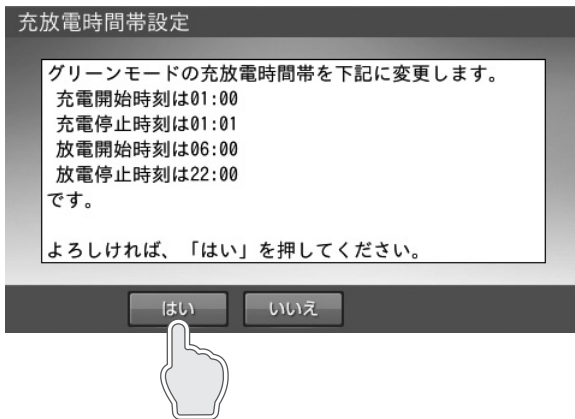 充放電時間帯設定
グリーンモードの充放電時間帯を下記に変更します。
充電開始時刻は01:00
充電停止時刻は01:01
放電開始時刻は06:00
放電停止時刻は22:00
です。
よろしければ、「はい」を押してください。
はい いいえ